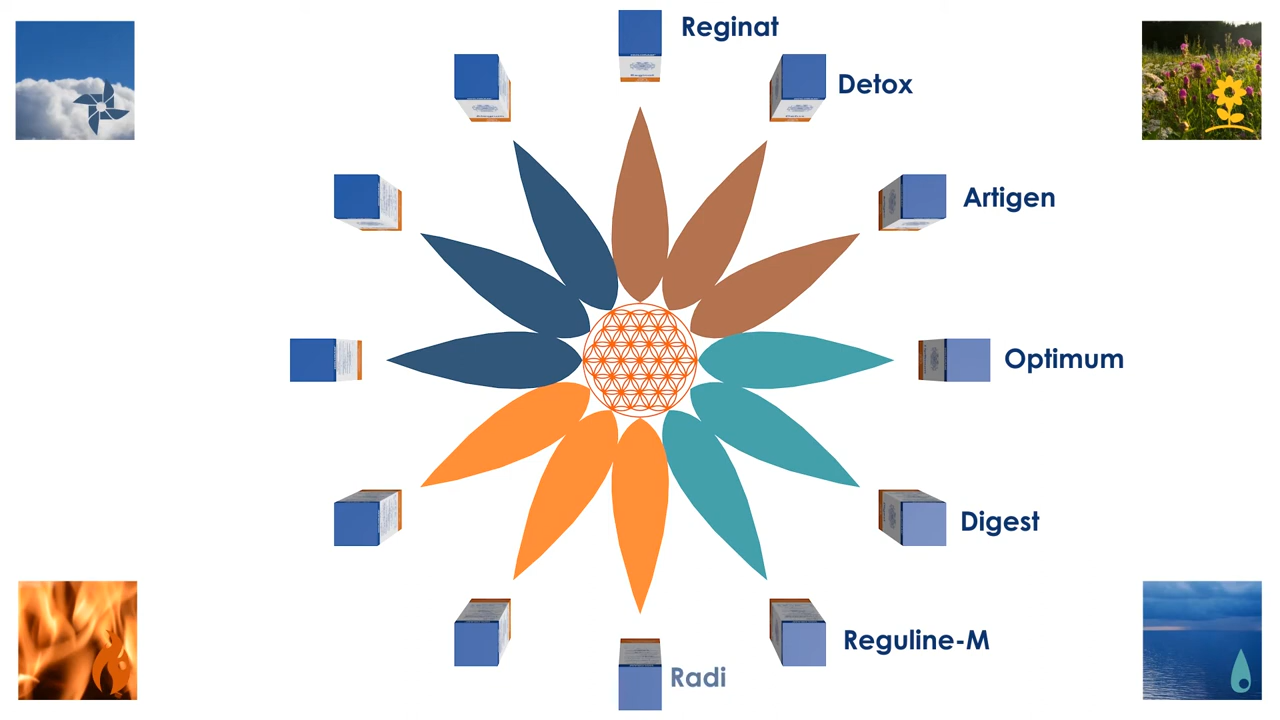 Reginat
Detox
Artigen
Optimum
Digest
Reguline-M
Radi